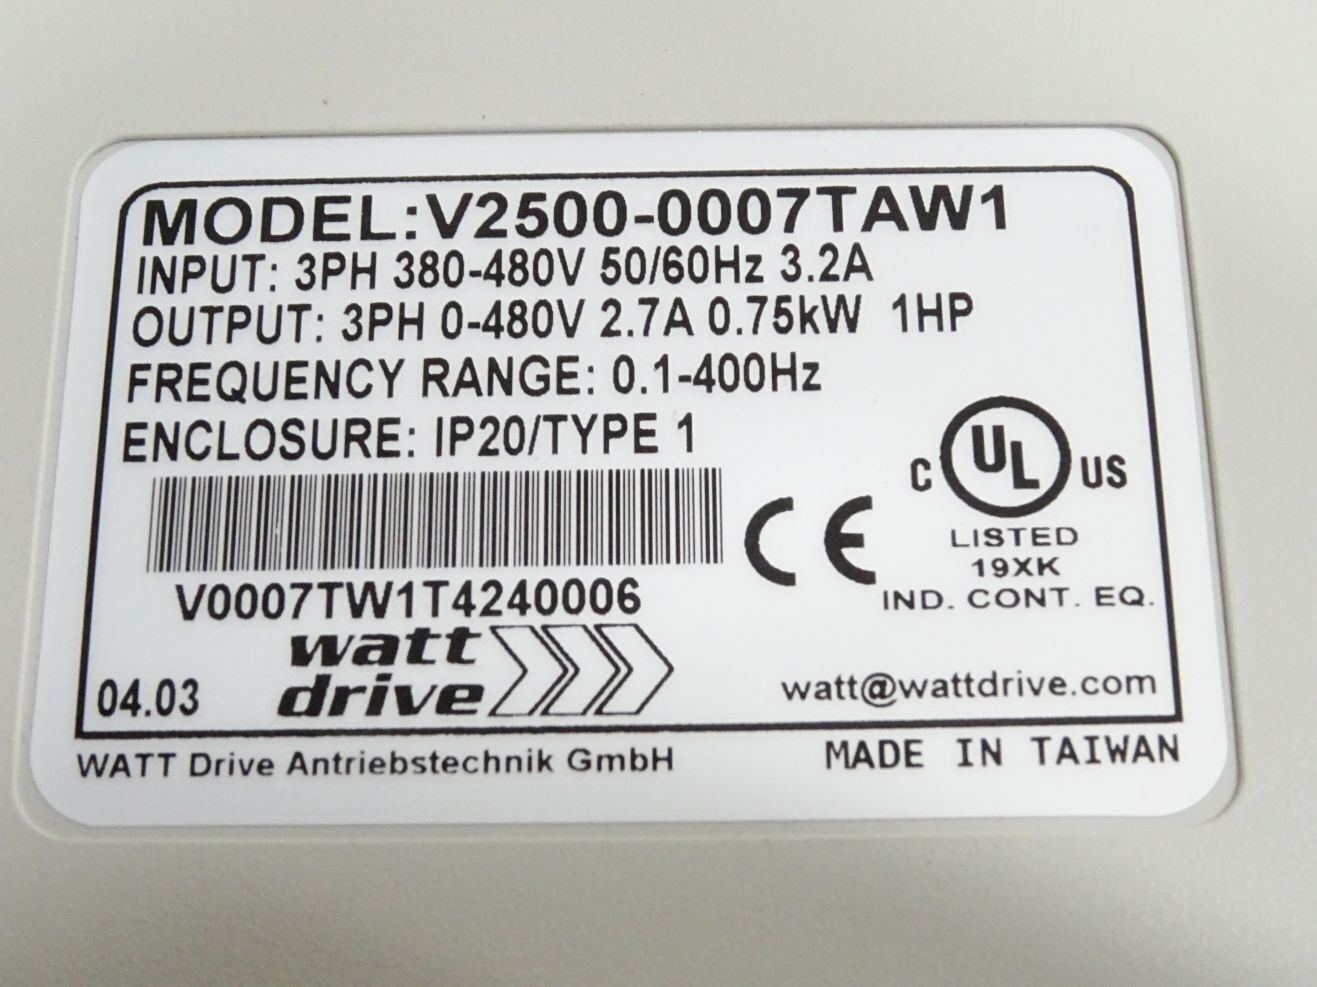 MODEL:V2500-0007TAW1
INPUT: 3PH 380-480V 50/60Hz 3.2A
OUTPUT: 3PH 0-480V 2.7A 0.75kW 1HP
FREQUENCY RANGE: 0.1-400Hz
ENCLOSURE: IP20/TYPE 1
C UL US
CE
LISTED
19XK
IND. CONT. EQ.
V0007TW1T4240006
watt
drive
04.03
watt@wattdrive.com
WATT Drive Antriebstechnik GmbH
MADE IN TAIWAN